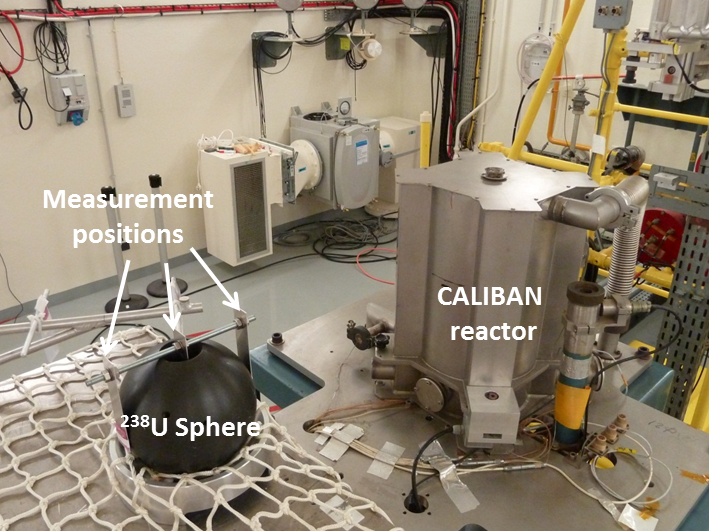 Measurement
positions
CALIBAN
reactor
²³⁸U Sphere